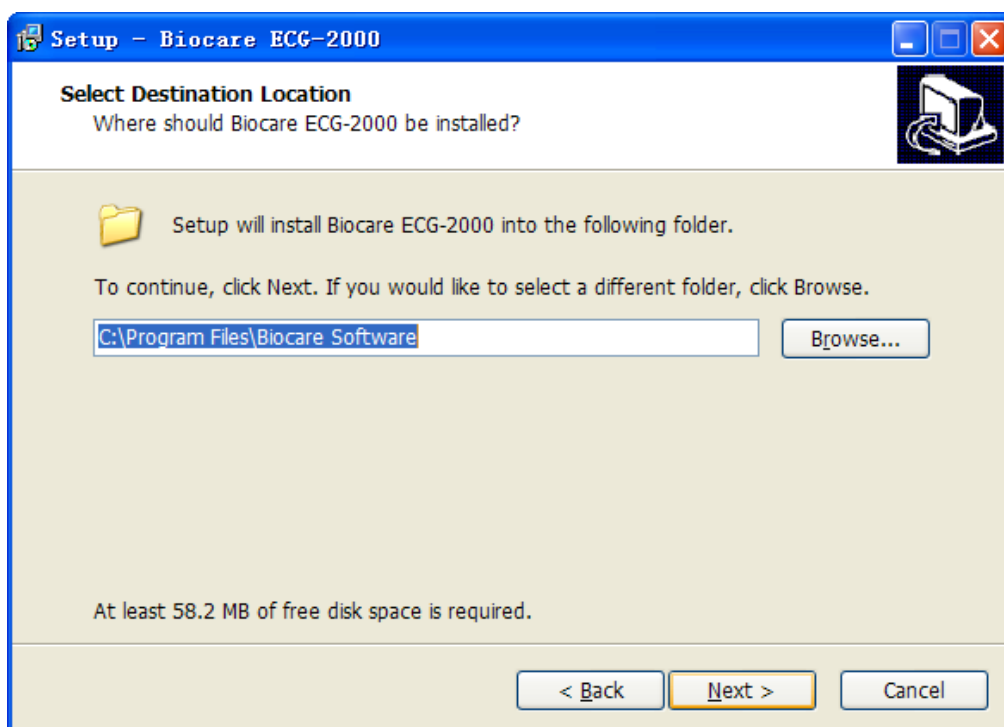 Setup - Biocare ECG-2000
Select Destination Location
Where should Biocare ECG-2000 be installed?
Setup will install Biocare ECG-2000 into the following folder.
To continue, click Next. If you would like to select a different folder, click Browse.
C:\Program Files\Biocare Software
Browse...
At least 58.2 MB of free disk space is required.
< Back
Next >
Cancel